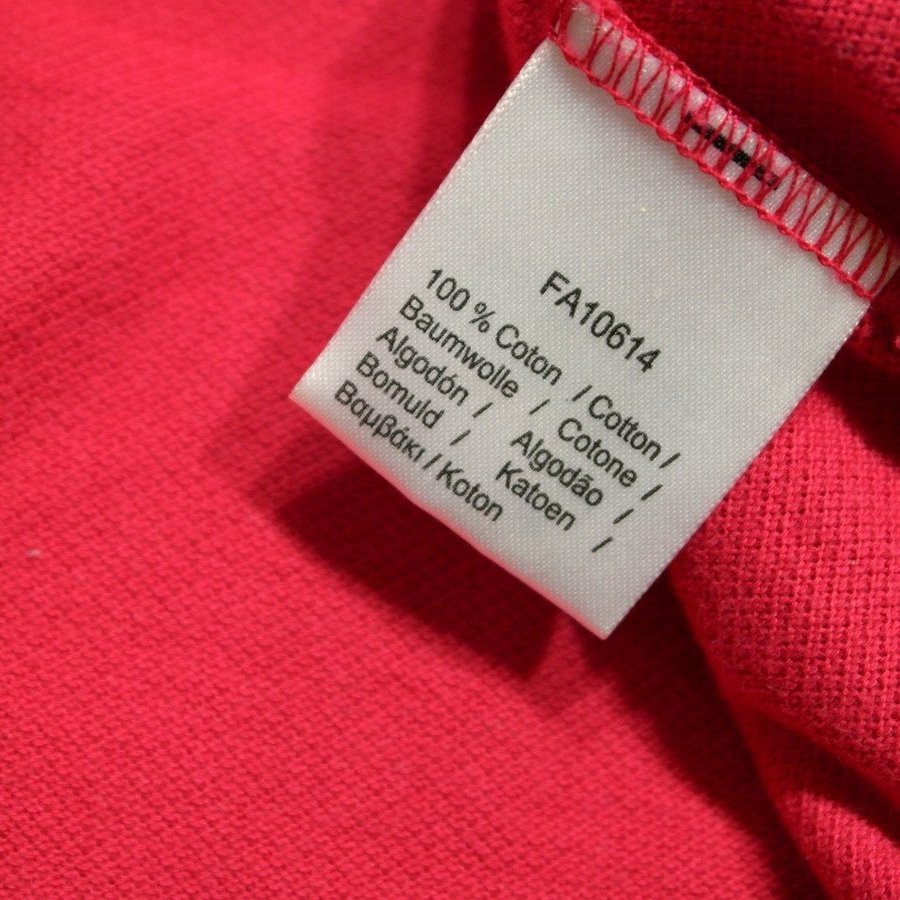 FA10614
100 % Coton / Cotton /
Baumwolle / Cotone /
Algodón / Algodão /
Bomuld / Katoen /
Βαμβάκι / Koton